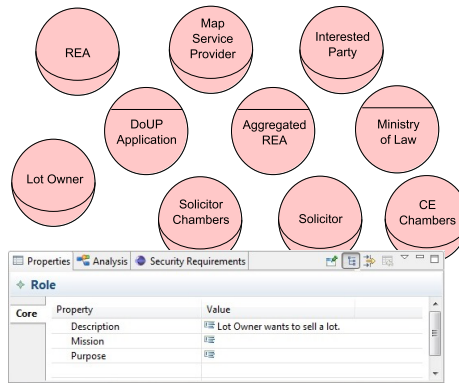 REA
Map
Service
Provider
Interested
Party
DoUP
Application
Aggregated
REA
Ministry
of Law
Lot Owner
Solicitor
Chambers
Solicitor
CE
Chambers
Properties Analysis Security Requirements
Role
Core
Property Value
Description Lot Owner wants to sell a lot.
Mission
Purpose